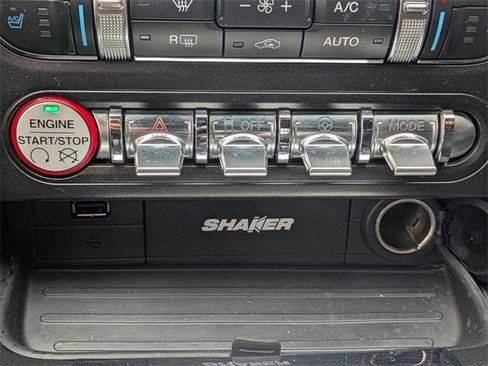 A/C
A/C
R
AUTO
ENGINE
START/STOP
OFF
MODE
SHAKER